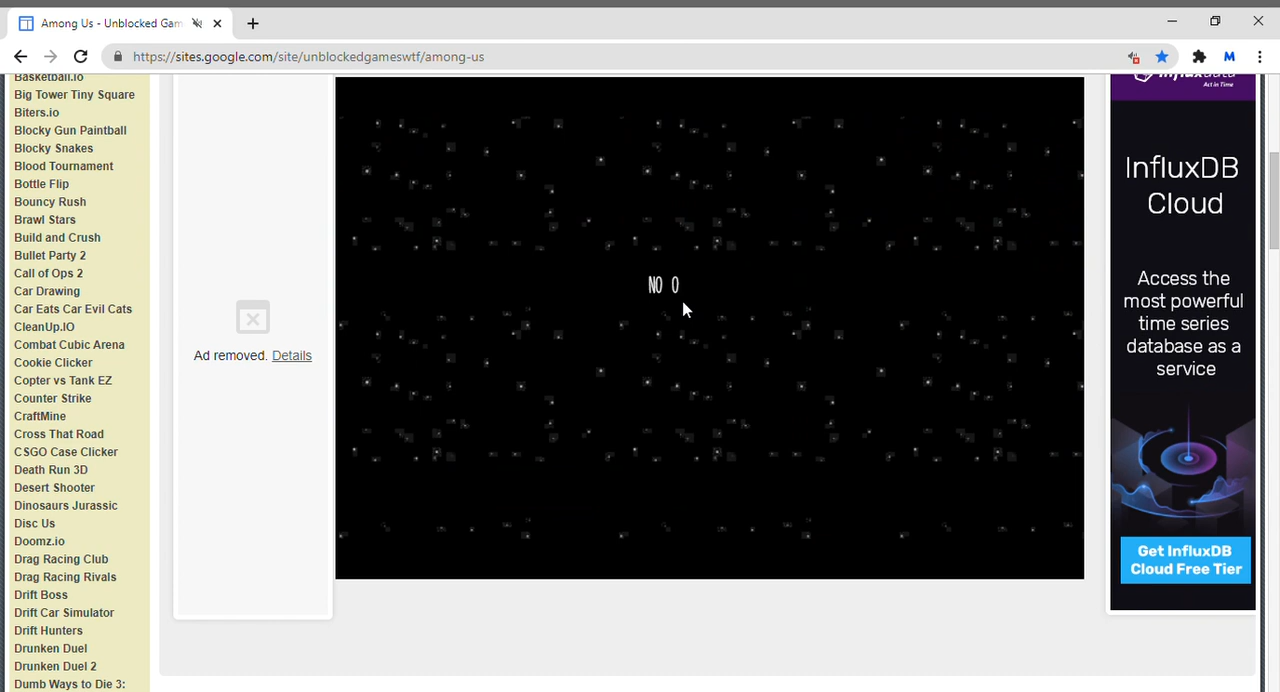 Among Us - Unblocked Gam
https://sites.google.com/site/unblockedgameswtf/among-us
M
Basketball.io
Big Tower Tiny Square
Biters.io
Blocky Gun Paintball
Blocky Snakes
Blood Tournament
Bottle Flip
Bouncy Rush
Brawl Stars
Build and Crush
Bullet Party 2
Call of Ops 2
Car Drawing
Car Eats Car Evil Cats
CleanUp.IO
Combat Cubic Arena
Cookie Clicker
Copter vs Tank EZ
Counter Strike
CraftMine
Cross That Road
CSGO Case Clicker
Death Run 3D
Desert Shooter
Dinosaurs Jurassic
Disc Us
Doomz.io
Drag Racing Club
Drag Racing Rivals
Drift Boss
Drift Car Simulator
Drift Hunters
Drunken Duel
Drunken Duel 2
Dumb Ways to Die 3:
Ad removed. Details
NO O
Act in Time
InfluxDB
Cloud
Access the
most powerful
time series
database as a
service
Get InfluxDB
Cloud Free Tier